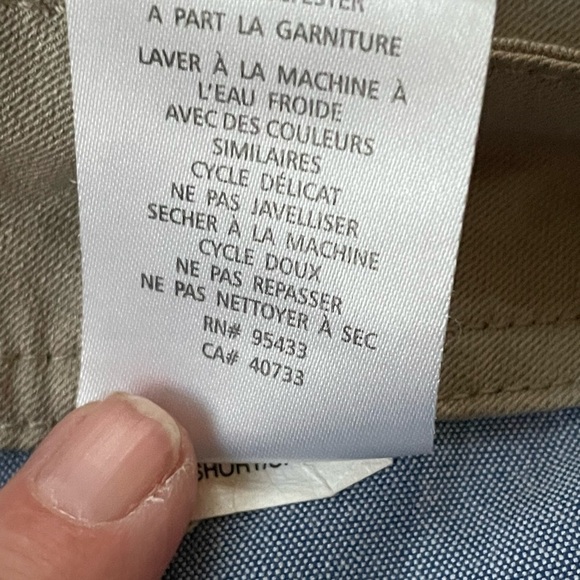 A PART LA GARNITURE
LAVER À LA MACHINE À
L'EAU FROIDE
AVEC DES COULEURS
SIMILAIRES
CYCLE DÉLICAT
NE PAS JAVELLISER
SECHER À LA MACHINE
CYCLE DOUX
NE PAS REPASSER
NE PAS NETTOYER À SEC
RN# 95433
CA# 40733